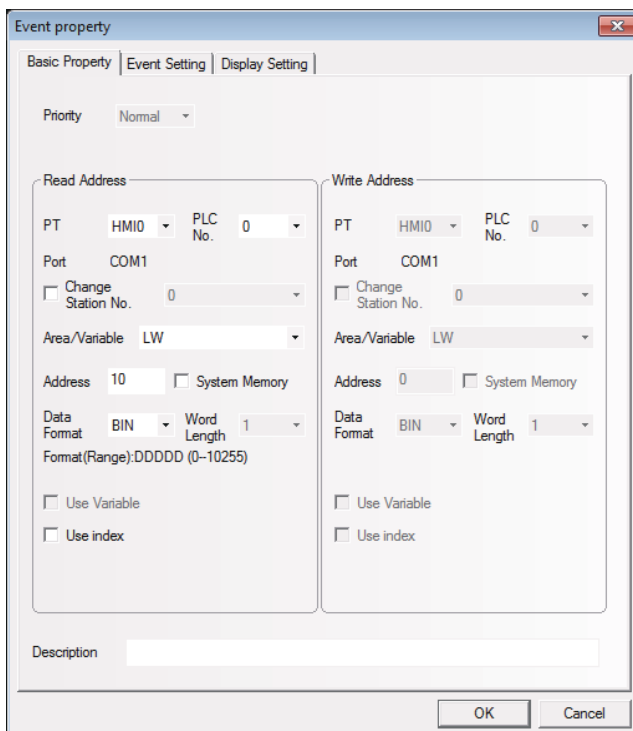 Event property
Basic Property Event Setting Display Setting
Priority Normal
Read Address
PT HMI0 PLC No. 0
Port COM1
Change Station No. 0
Area/Variable LW
Address 10 System Memory
Data Format BIN Word Length 1
Format(Range):DDDDD (0--10255)
Use Variable
Use index
Write Address
PT HMI0 PLC No. 0
Port COM1
Change Station No. 0
Area/Variable LW
Address 0 System Memory
Data Format BIN Word Length 1
Use Variable
Use index
Description
OK Cancel